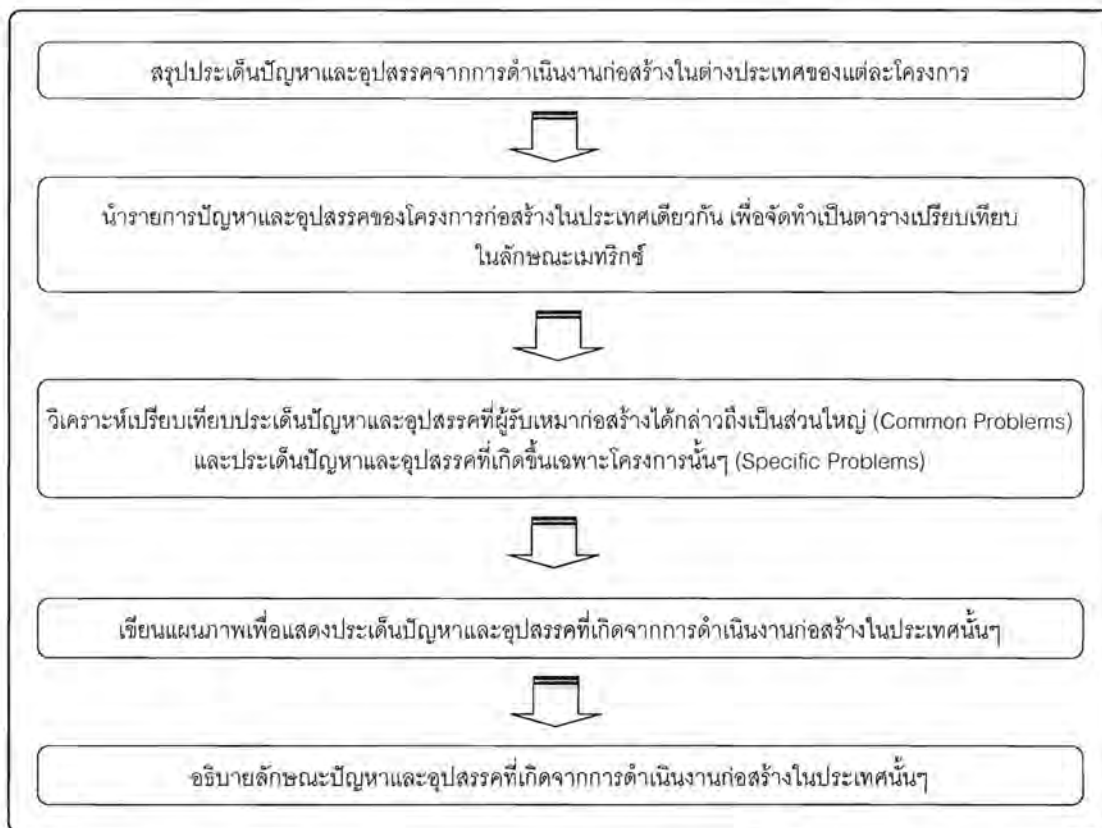 สรุปประเด็นปัญหาและอุปสรรคจากการดำเนินงานก่อสร้างในต่างประเทศของแต่ละโครงการ
นำรายการปัญหาและอุปสรรคของโครงการก่อสร้างในประเทศเดียวกัน เพื่อจัดทำเป็นตารางเปรียบเทียบ
ในลักษณะเมทริกซ์
วิเคราะห์เปรียบเทียบประเด็นปัญหาและอุปสรรคที่ผู้รับเหมาก่อสร้างได้กล่าวถึงเป็นส่วนใหญ่ (Common Problems)
และประเด็นปัญหาและอุปสรรคที่เกิดขึ้นเฉพาะโครงการนั้นๆ (Specific Problems)
เขียนแผนภาพเพื่อแสดงประเด็นปัญหาและอุปสรรคที่เกิดจากการดำเนินงานก่อสร้างในประเทศนั้นๆ
อธิบายลักษณะปัญหาและอุปสรรคที่เกิดจากการดำเนินงานก่อสร้างในประเทศนั้นๆ